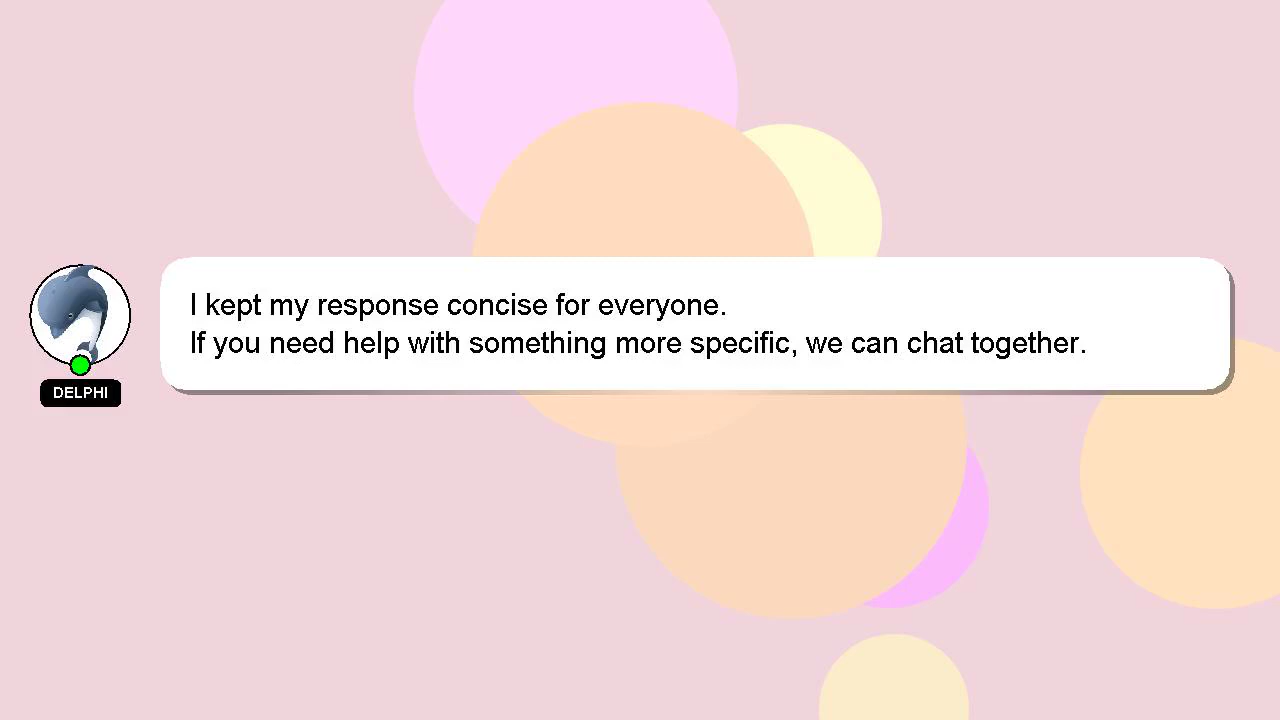 I kept my response concise for everyone.
If you need help with something more specific, we can chat together.
DELPHI